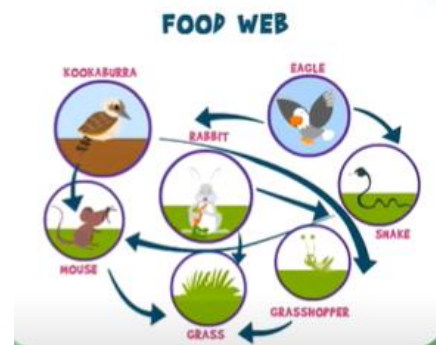 FOOD WEB
KOOKABURRA
EAGLE
RABBIT
SNAKE
MOUSE
GRASSHOPPER
GRASS